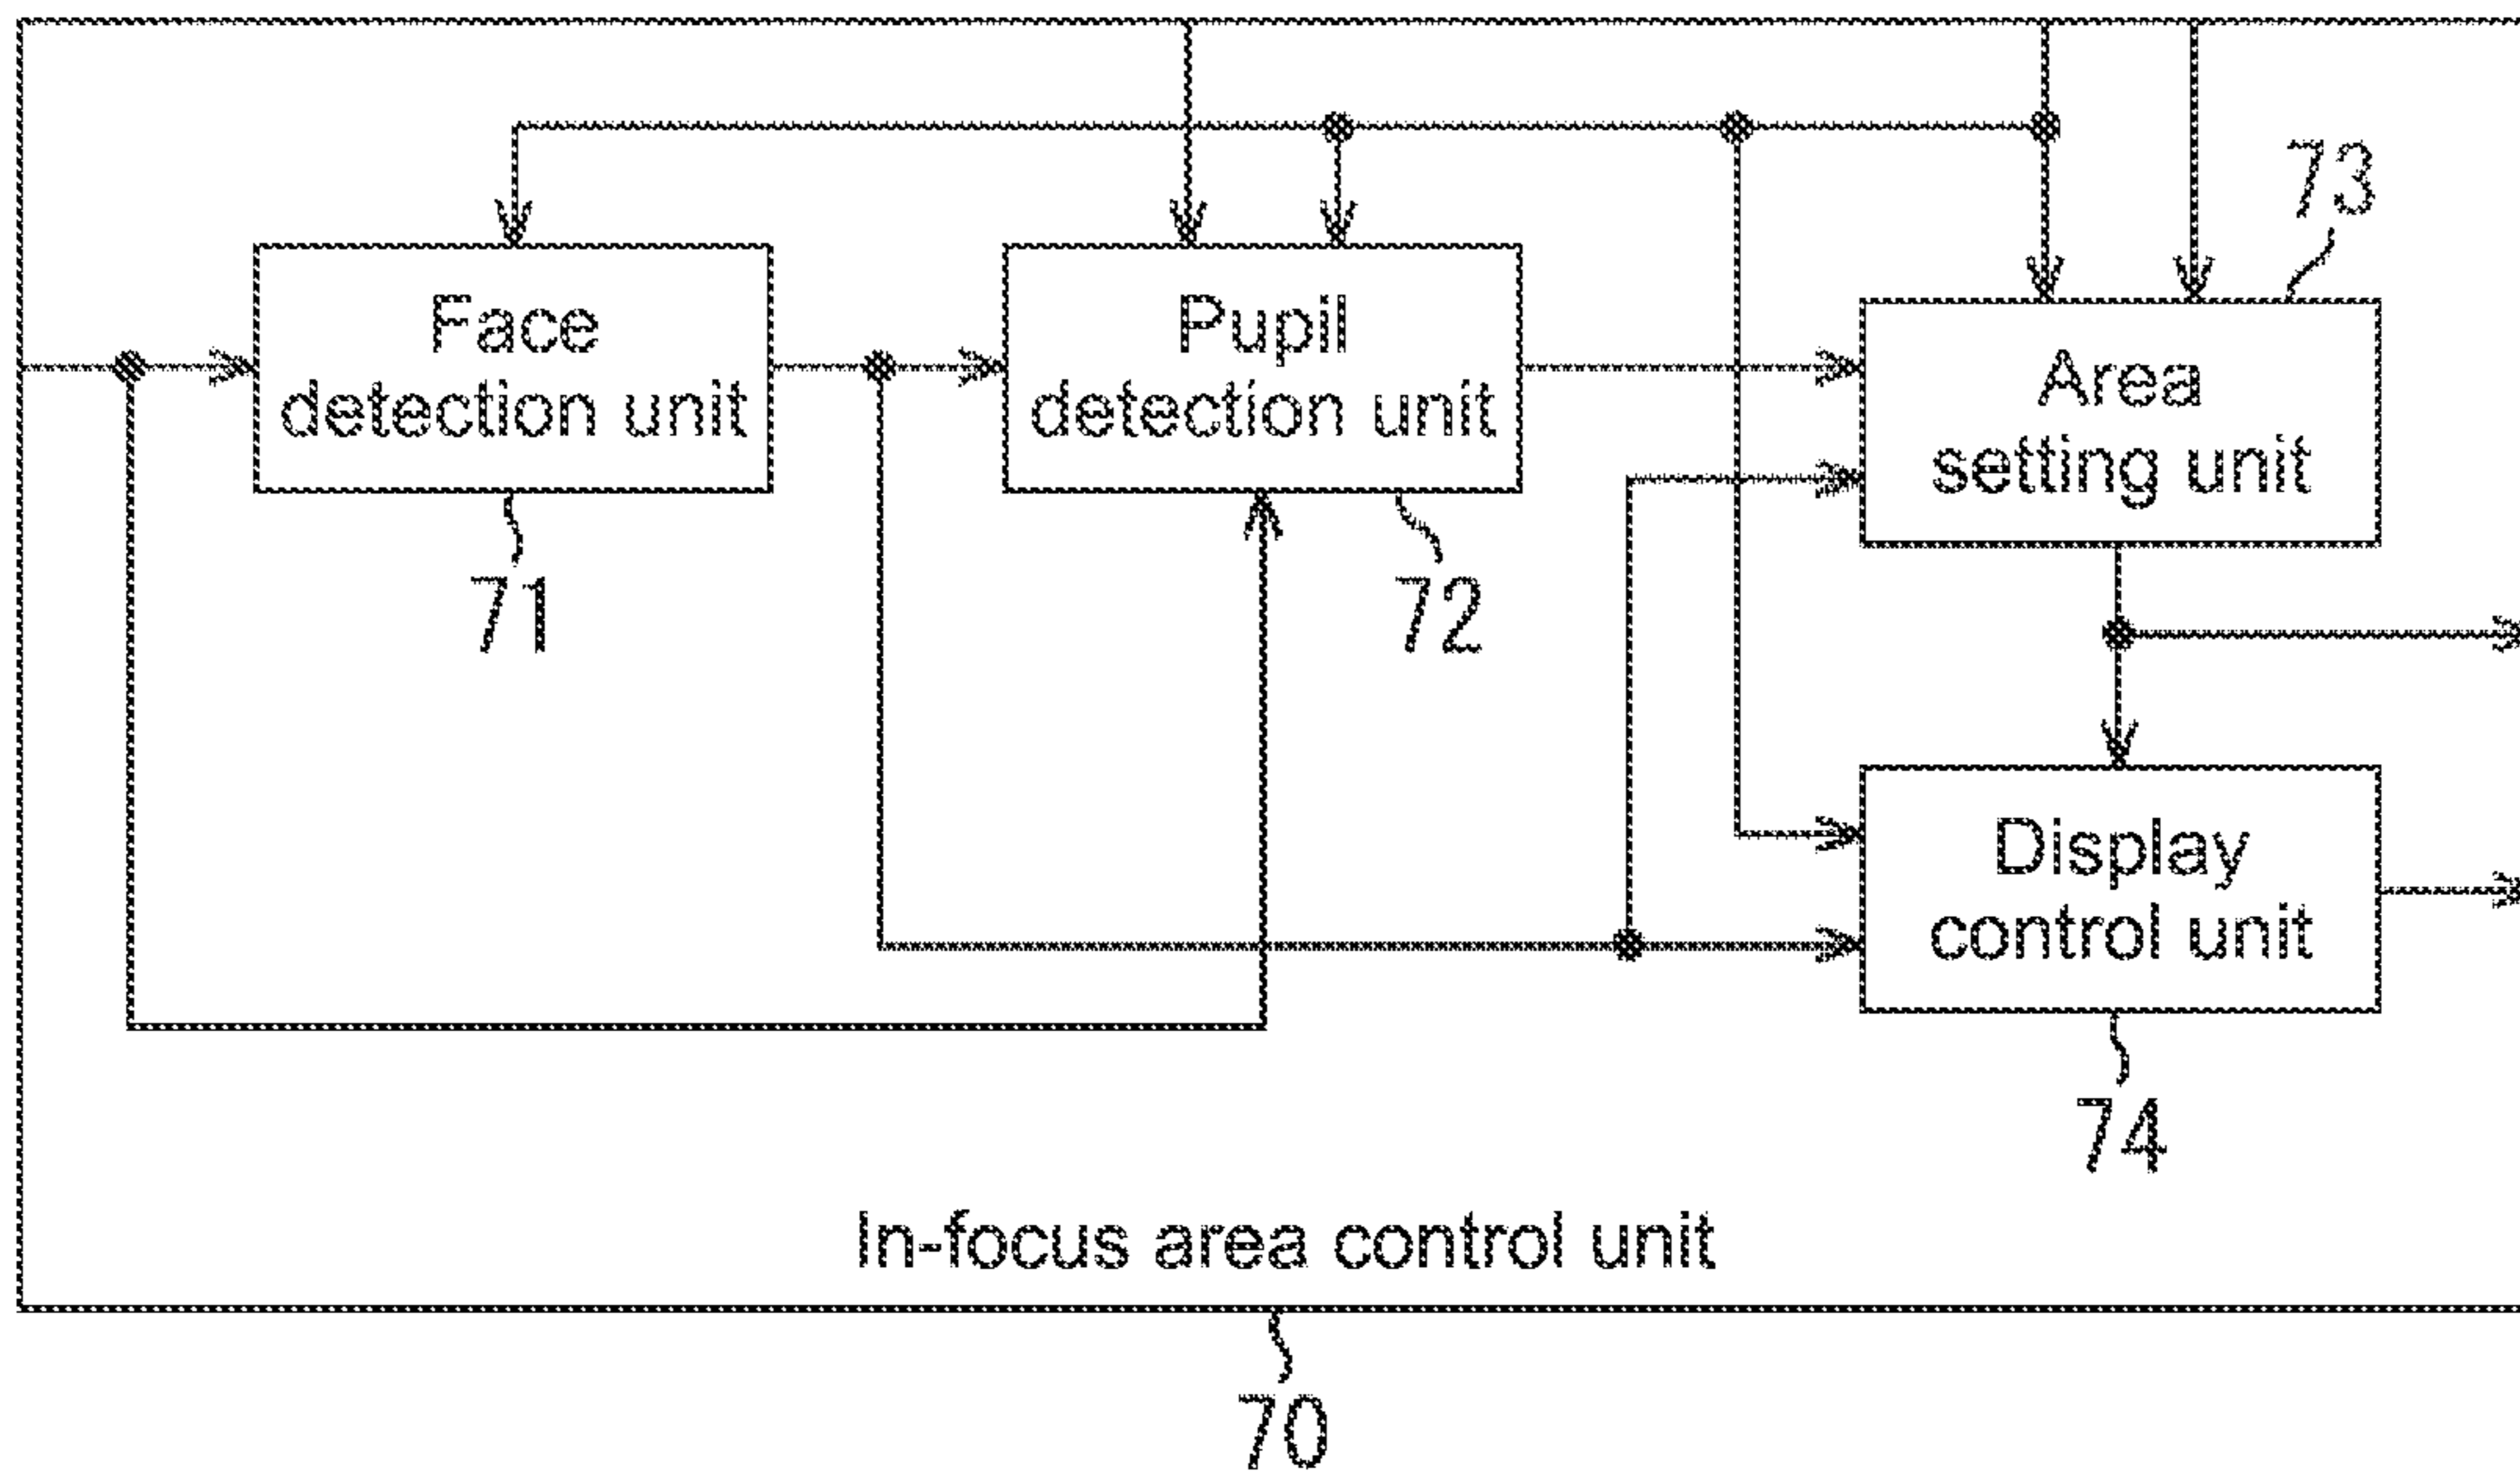 73
Face
detection unit
Pupil
detection unit
Area
setting unit
71
72
Display
control unit
74
In-focus area control unit
70